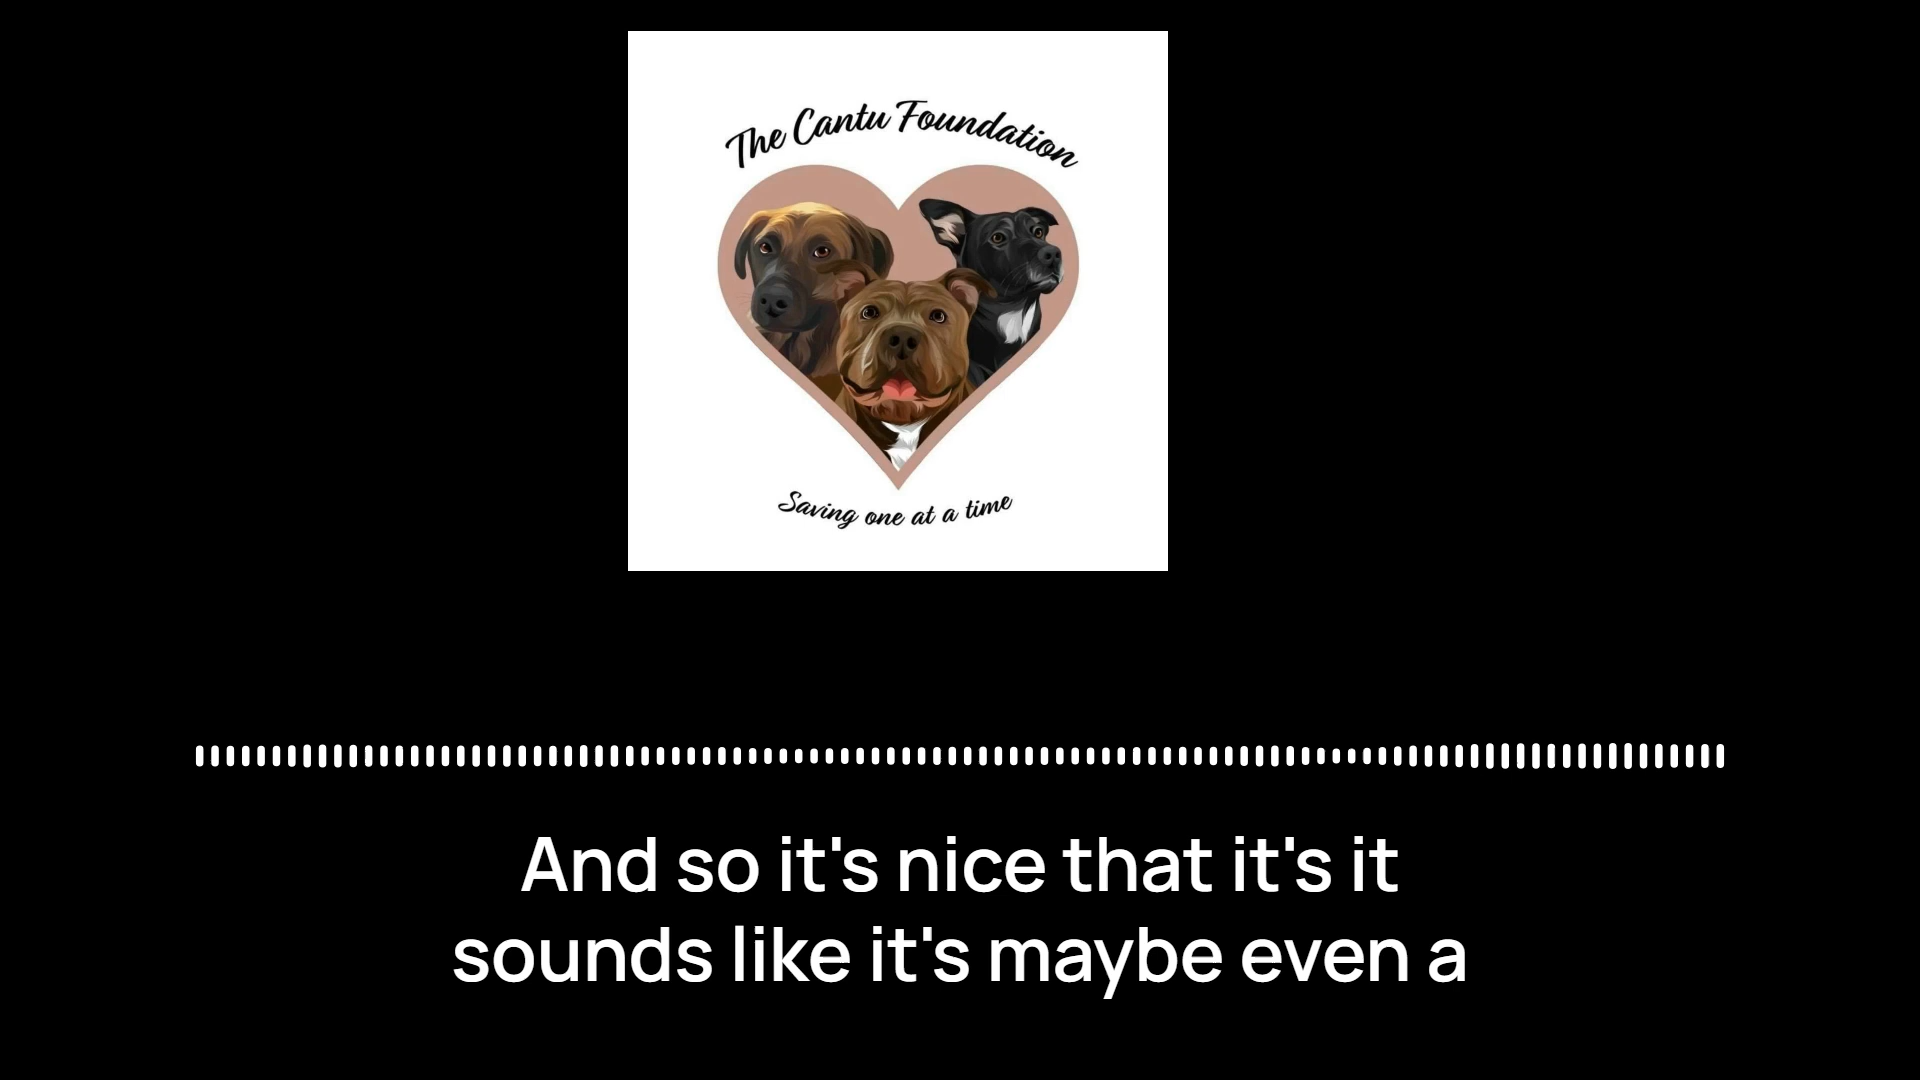 The Cantu Foundation
Saving one at a time
And so it's nice that it's it
sounds like it's maybe even a